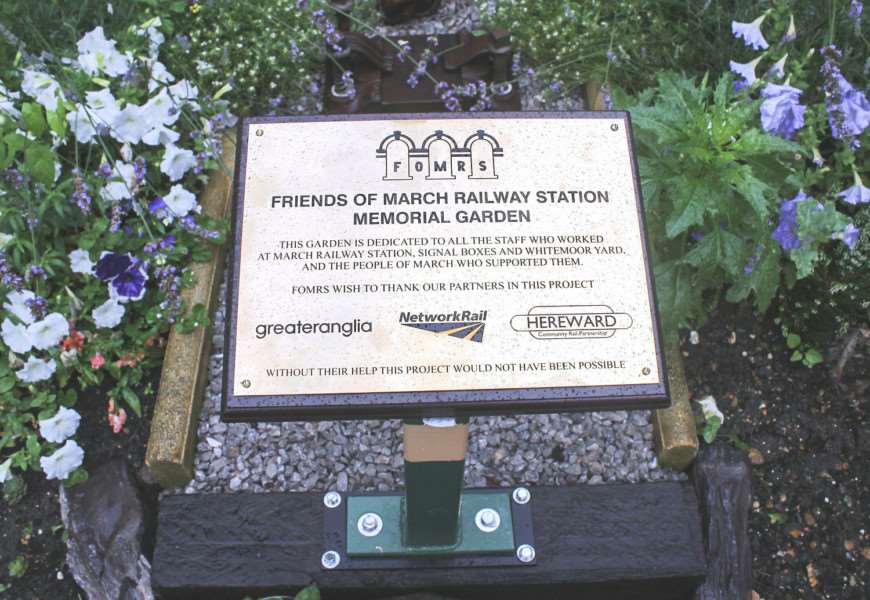 FOMRS
FRIENDS OF MARCH RAILWAY STATION
MEMORIAL GARDEN
THIS GARDEN IS DEDICATED TO ALL THE STAFF WHO WORKED
AT MARCH RAILWAY STATION, SIGNAL BOXES AND WHITEMOOR YARD,
AND THE PEOPLE OF MARCH WHO SUPPORTED THEM.
FOMRS WISH TO THANK OUR PARTNERS IN THIS PROJECT
greateranglia
NetworkRail
HEREWARD
Community Rail Partnership
WITHOUT THEIR HELP THIS PROJECT WOULD NOT HAVE BEEN POSSIBLE